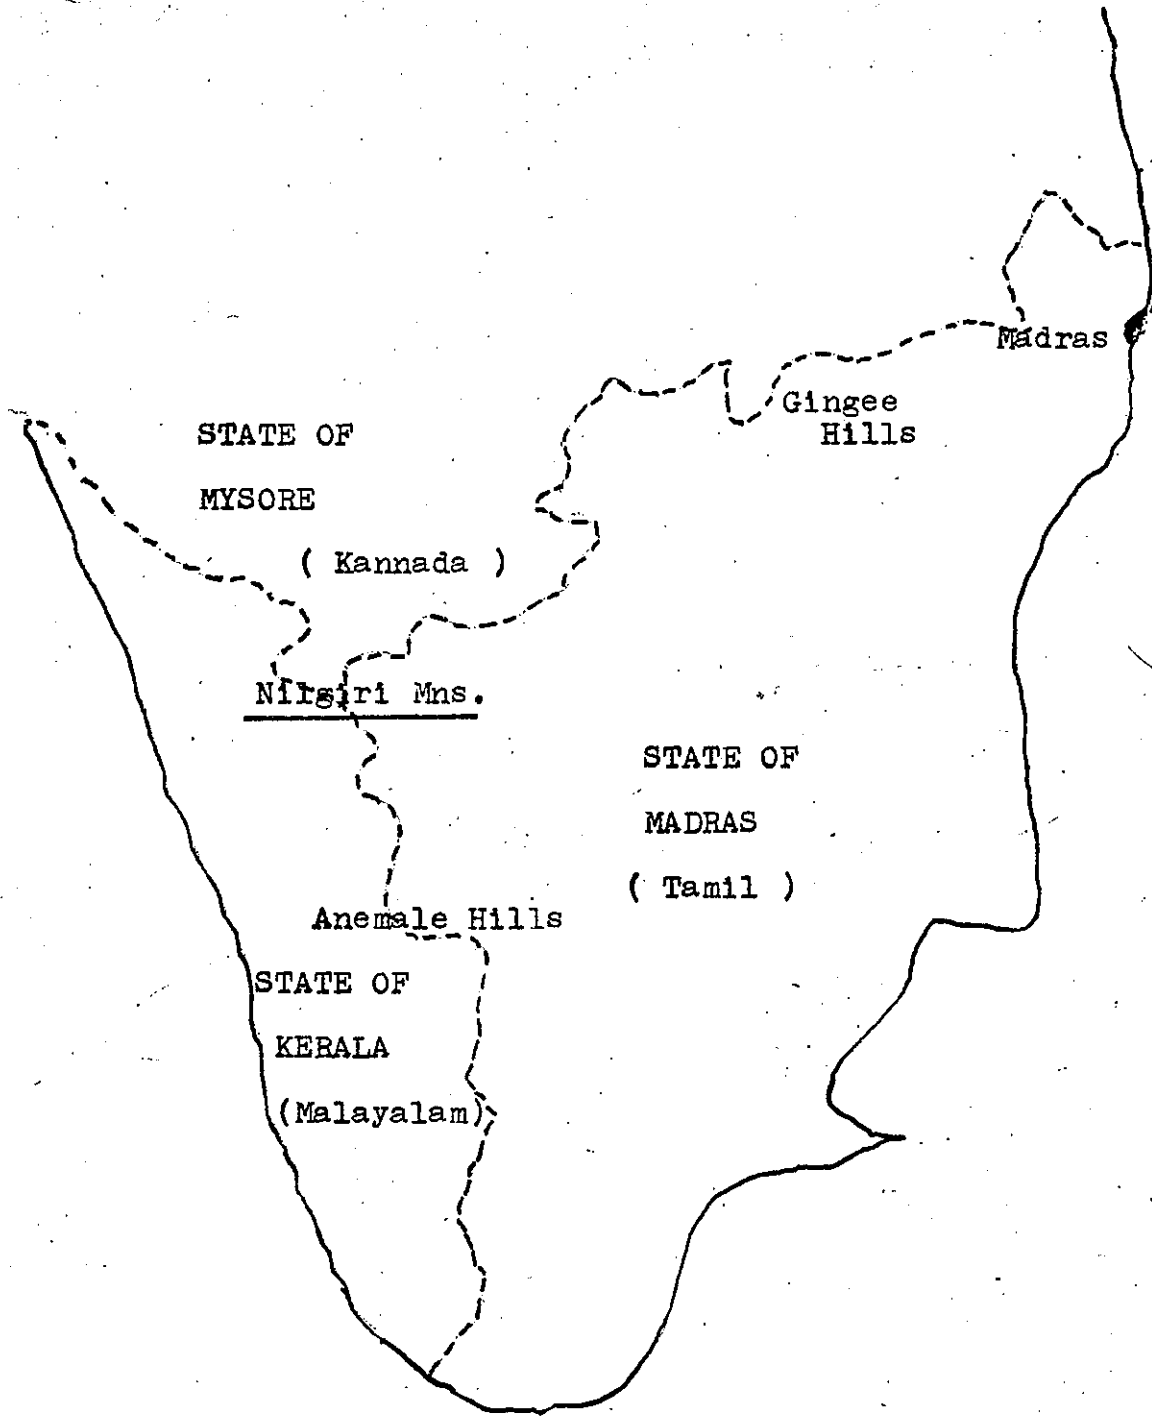 Madras
Gingee
Hills
STATE OF
MYSORE
( Kannada )
Nilgiri Mns.
STATE OF
MADRAS
( Tamil )
Anemale Hills
STATE OF
KERALA
(Malayalam)